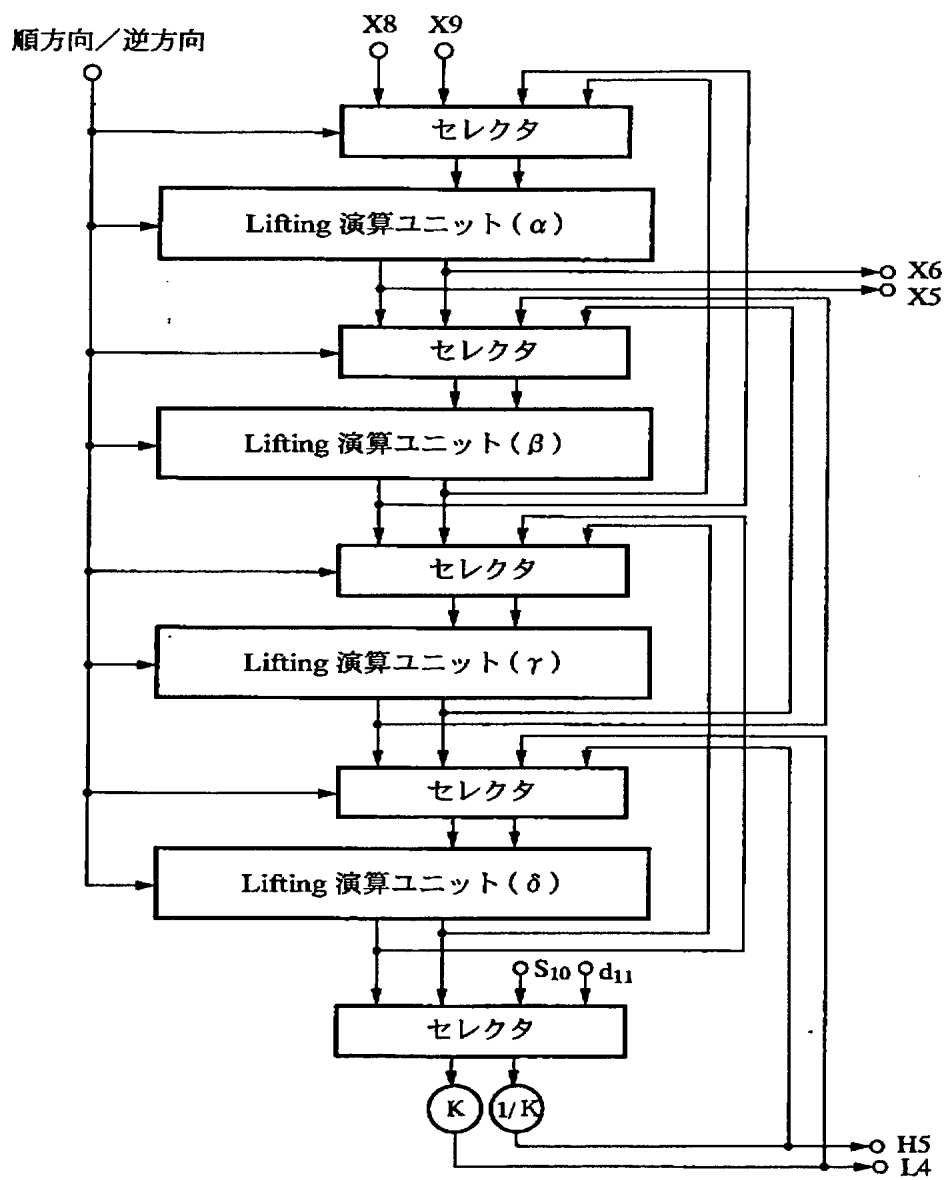 X8 X9
順方向／逆方向
セレクタ
Lifting 演算ユニット（α）
X6
X5
セレクタ
Lifting 演算ユニット（β）
セレクタ
Lifting 演算ユニット（γ）
セレクタ
Lifting 演算ユニット（δ）
S10 d11
セレクタ
K 1/K
H5
L4